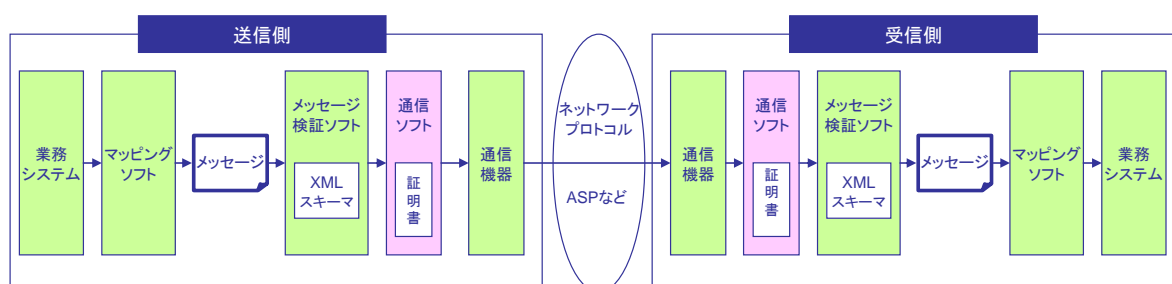 送信側
業務
システム
マッピング
ソフト
メッセージ
メッセージ
検証ソフト
XML
スキーマ
通信
ソフト
証
明
書
通信
機器
ネットワーク
プロトコル
ASPなど
受信側
通信
機器
通信
ソフト
証
明
書
メッセージ
検証ソフト
XML
スキーマ
メッセージ
マッピング
ソフト
業務
システム